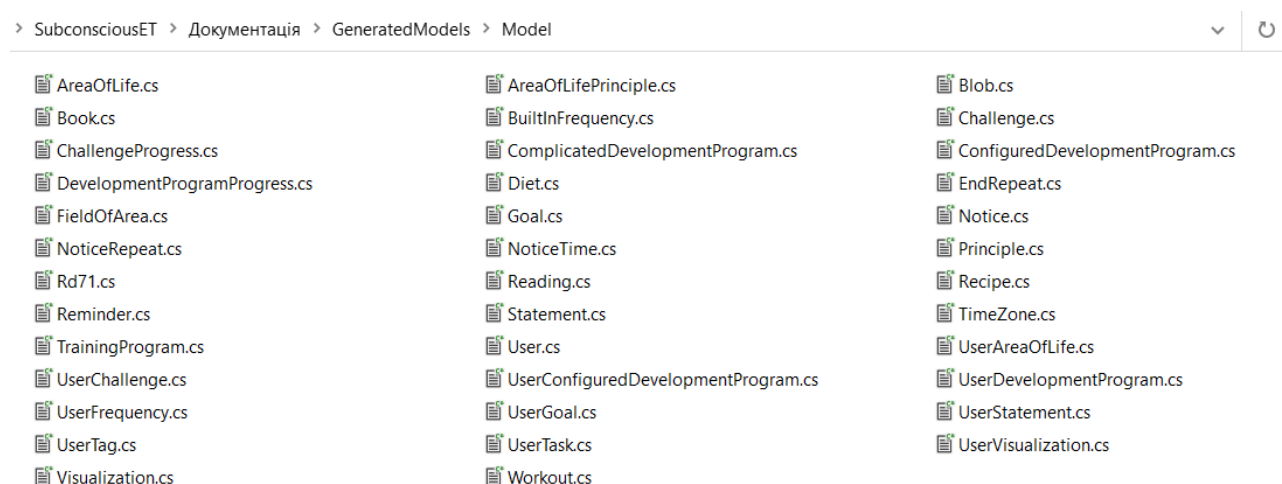 SubconsciousET > Документація > GeneratedModels > Model
AreaOfLife.cs AreaOfLifePrinciple.cs Blob.cs
Book.cs BuiltInFrequency.cs Challenge.cs
ChallengeProgress.cs ComplicatedDevelopmentProgram.cs ConfiguredDevelopmentProgram.cs
DevelopmentProgramProgress.cs Diet.cs EndRepeat.cs
FieldOfArea.cs Goal.cs Notice.cs
NoticeRepeat.cs NoticeTime.cs Principle.cs
Rd71.cs Reading.cs Recipe.cs
Reminder.cs Statement.cs TimeZone.cs
TrainingProgram.cs User.cs UserAreaOfLife.cs
UserChallenge.cs UserConfiguredDevelopmentProgram.cs UserDevelopmentProgram.cs
UserFrequency.cs UserGoal.cs UserStatement.cs
UserTag.cs UserTask.cs UserVisualization.cs
Visualization.cs Workout.cs